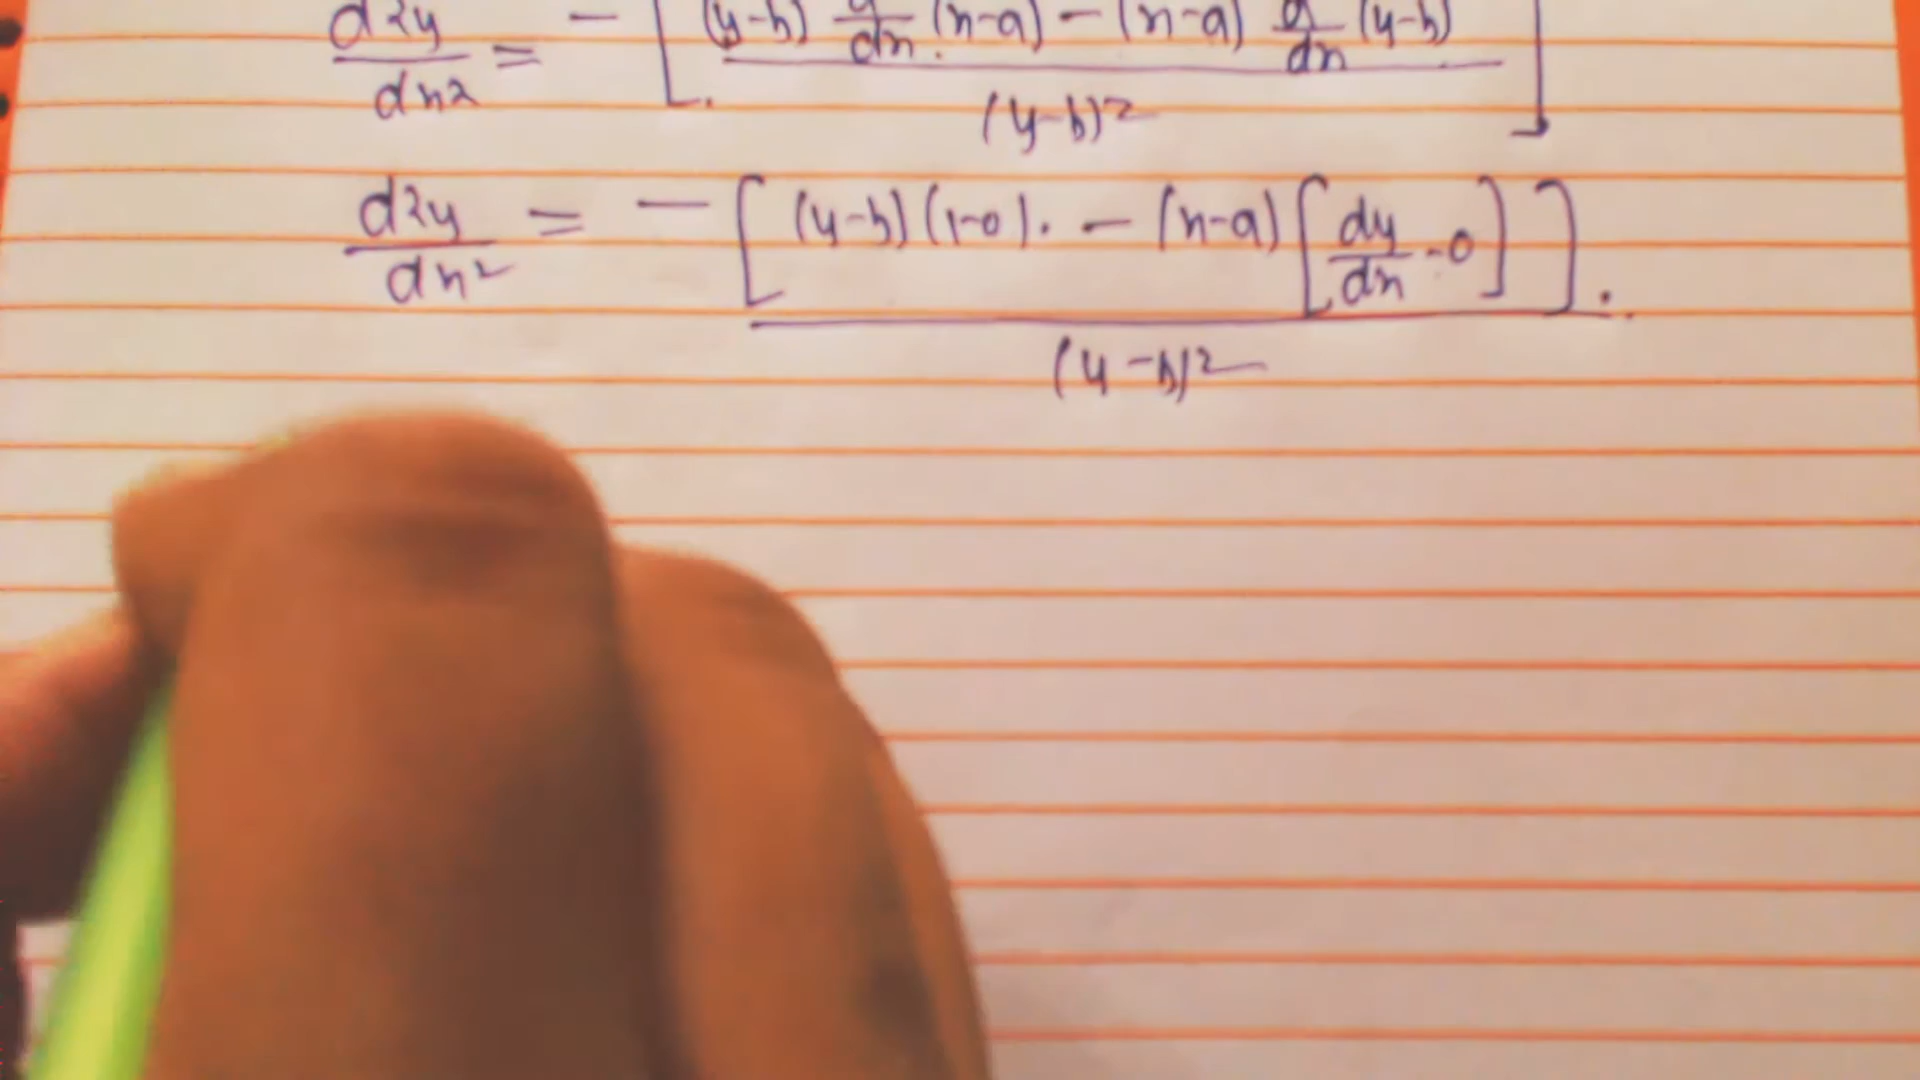 d2y/dx2 = - [ (y-b) d/dx (x-a) - (x-a) d/dx (y-b) / (y-b)2 ]
d2y/dx2 = - [ (y-b) (1-0). - (x-a) [ dy/dx - 0 ] ] . / (y-b)2